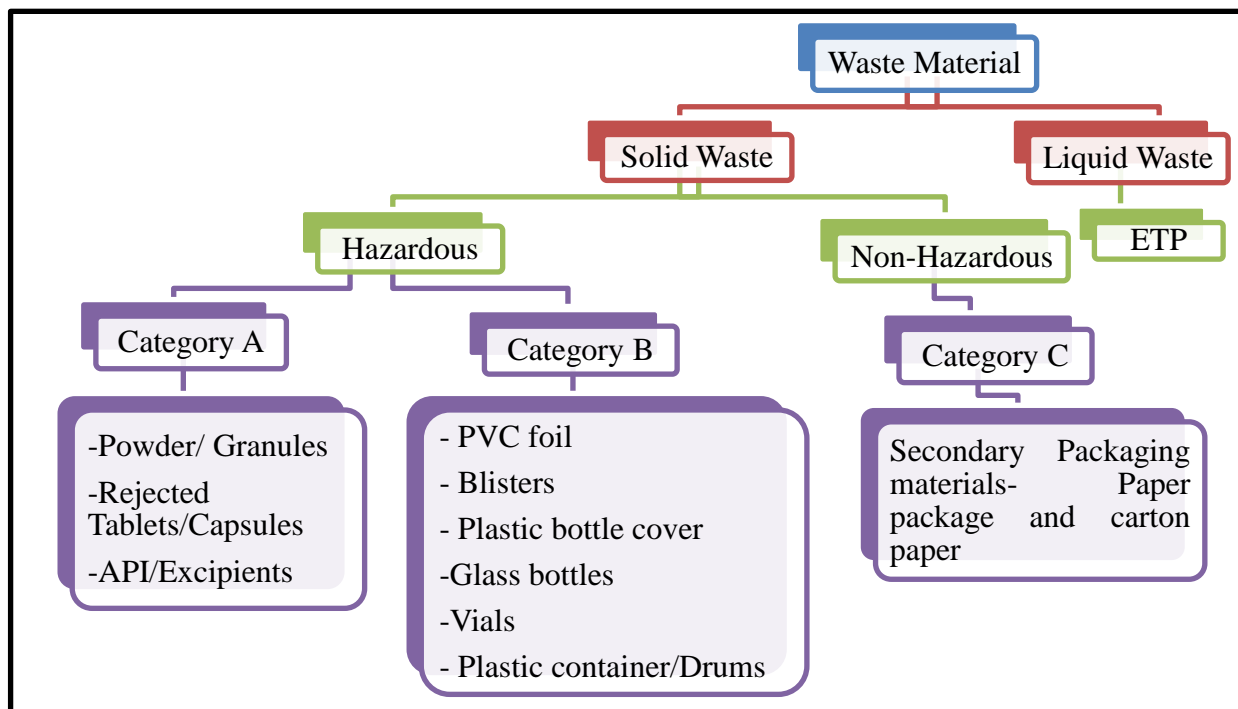 Waste Material
Solid Waste
Liquid Waste
Hazardous
Non-Hazardous
ETP
Category A
Category B
Category C
-Powder/ Granules
-Rejected
Tablets/Capsules
-API/Excipients
- PVC foil
- Blisters
- Plastic bottle cover
-Glass bottles
-Vials
- Plastic container/Drums
Secondary Packaging
materials- Paper
package and carton
paper